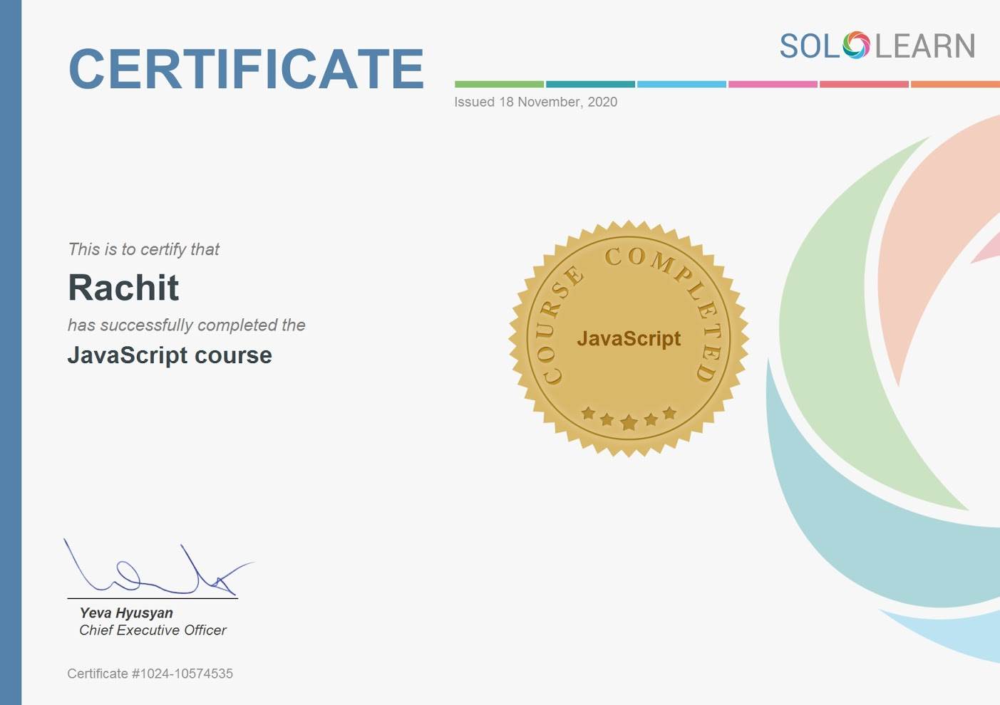 CERTIFICATE
SOLOLEARN
Issued 18 November, 2020
This is to certify that
Rachit
has successfully completed the
JavaScript course
COURSE COMPLETED
JavaScript
Yeva Hyusyan
Chief Executive Officer
Certificate #1024-10574535